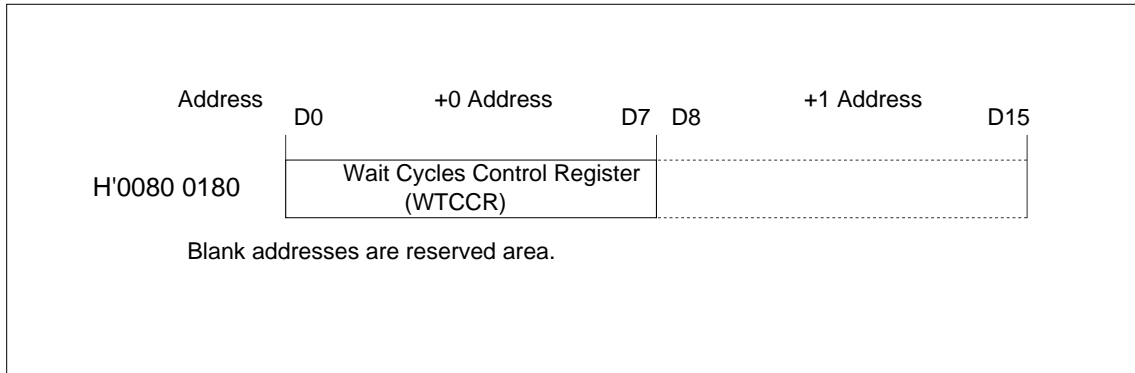 Address +0 Address +1 Address
D0 D7 D8 D15
H'0080 0180 Wait Cycles Control Register
(WTCCR)
Blank addresses are reserved area.